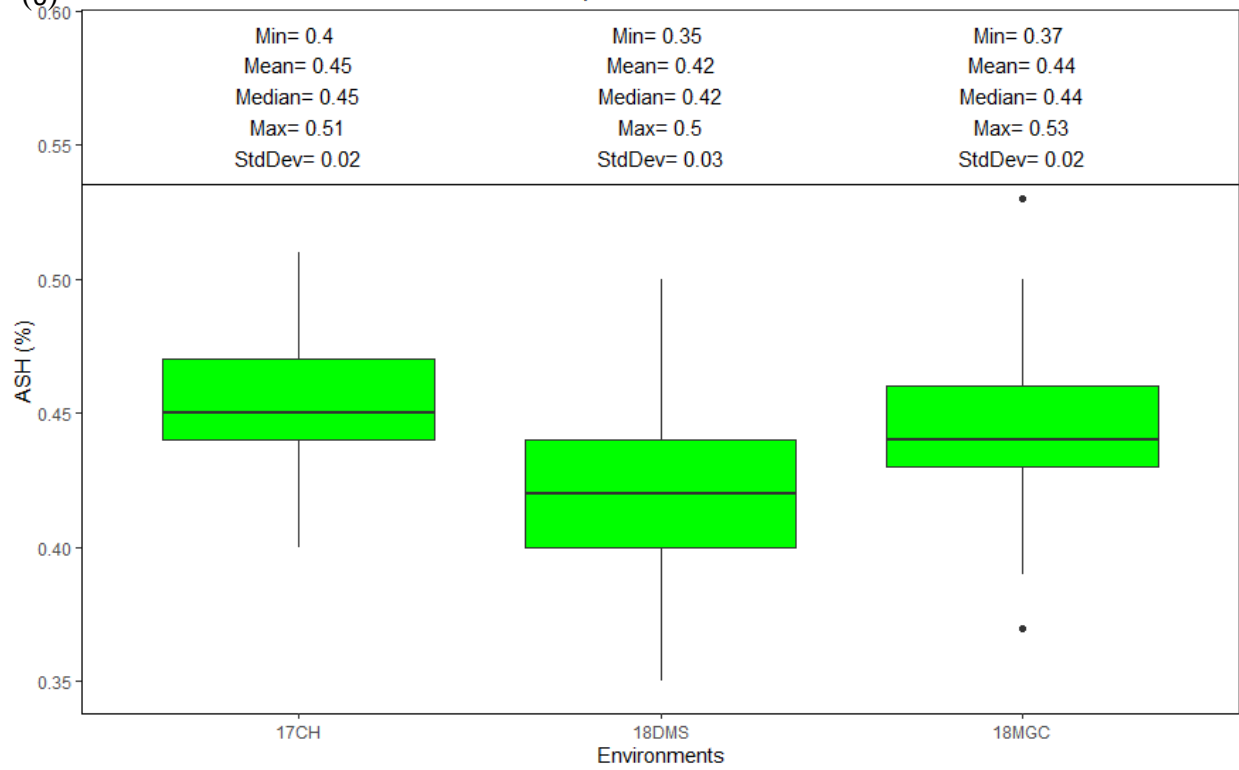 0.60
Min= 0.4 Min= 0.35 Min= 0.37
Mean= 0.45 Mean= 0.42 Mean= 0.44
Median= 0.45 Median= 0.42 Median= 0.44
Max= 0.51 Max= 0.5 Max= 0.53
0.55
StdDev= 0.02 StdDev= 0.03 StdDev= 0.02
0.50
ASH (%)
0.45
0.40
0.35
17CH 18DMS 18MGC
Environments